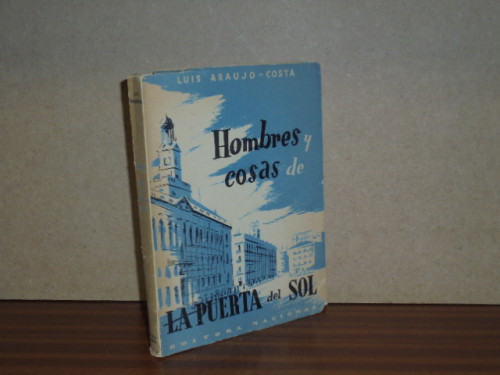 LUIS ARAUJO-COSTA
Hombres y
cosas de
LA PUERTA del SOL
EDITORA NACIONAL